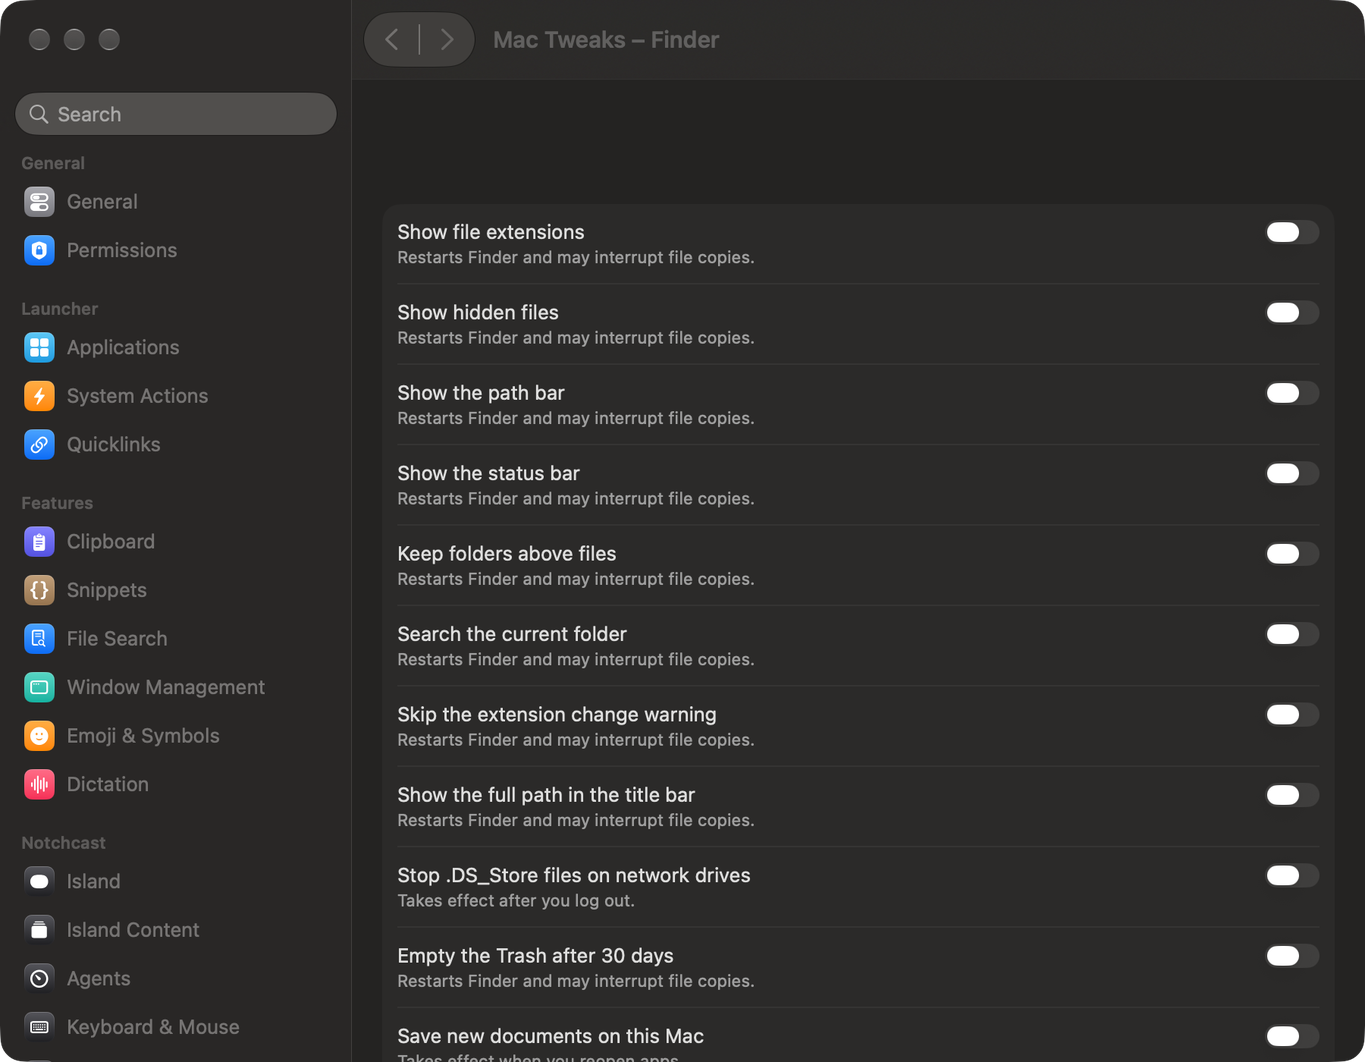 Mac Tweaks – Finder
Search
General
General
Permissions
Launcher
Applications
System Actions
Quicklinks
Features
Clipboard
Snippets
File Search
Window Management
Emoji & Symbols
Dictation
Notchcast
Island
Island Content
Agents
Keyboard & Mouse
Show file extensions
Restarts Finder and may interrupt file copies.
Show hidden files
Restarts Finder and may interrupt file copies.
Show the path bar
Restarts Finder and may interrupt file copies.
Show the status bar
Restarts Finder and may interrupt file copies.
Keep folders above files
Restarts Finder and may interrupt file copies.
Search the current folder
Restarts Finder and may interrupt file copies.
Skip the extension change warning
Restarts Finder and may interrupt file copies.
Show the full path in the title bar
Restarts Finder and may interrupt file copies.
Stop .DS_Store files on network drives
Takes effect after you log out.
Empty the Trash after 30 days
Restarts Finder and may interrupt file copies.
Save new documents on this Mac
Takes effect when you reopen apps.